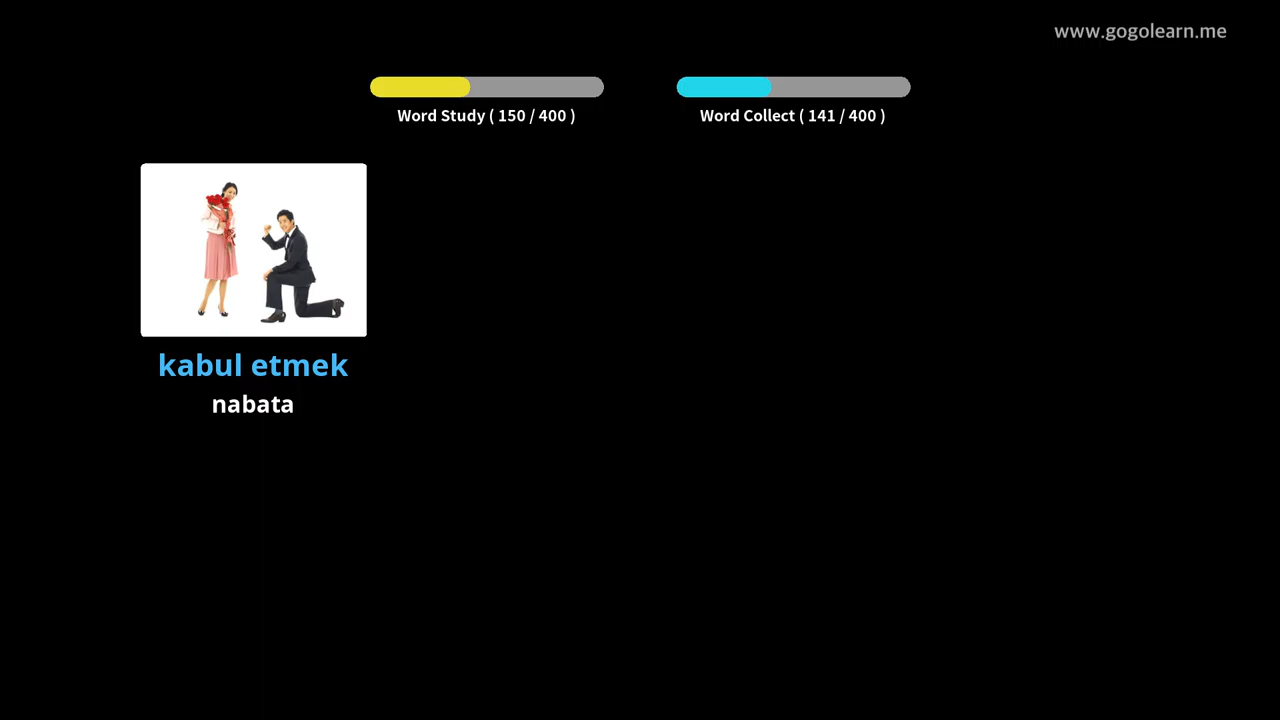 www.gogolearn.me
Word Study ( 150 / 400 )
Word Collect ( 141 / 400 )
kabul etmek
nabata